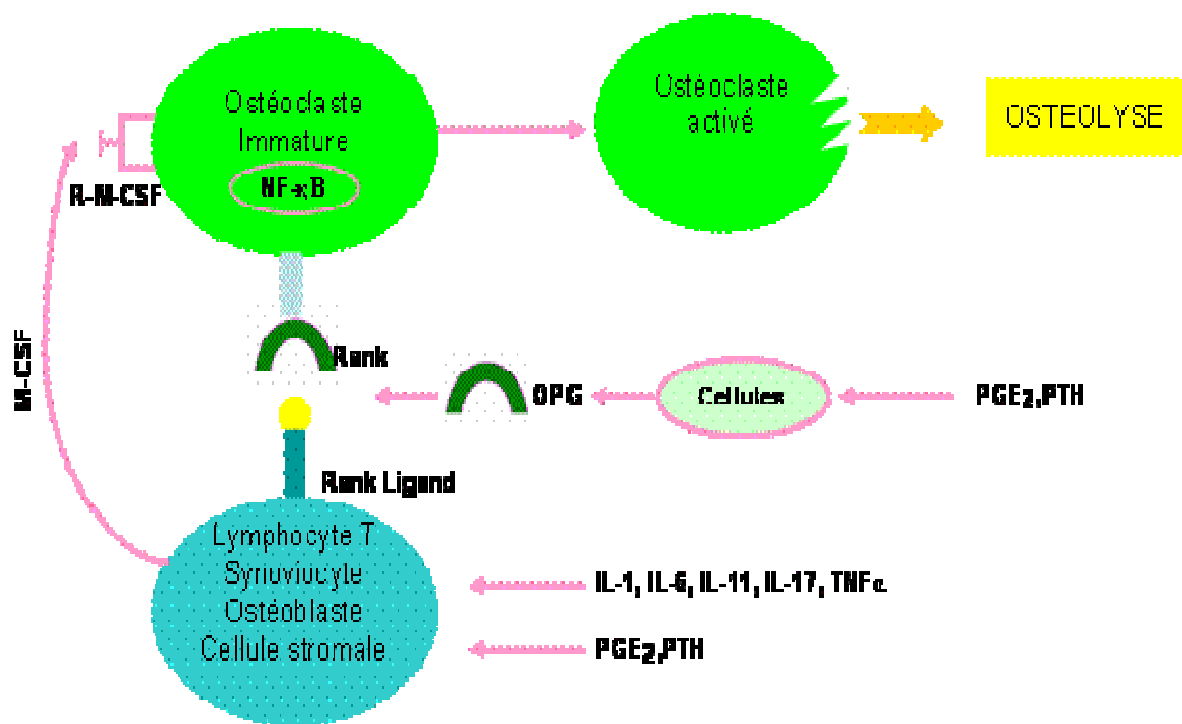 Ostéoclaste
Immature
NF-κB
Ostéoclaste
activé
OSTEOLYSE
R-M-CSF
M-CSF
Rank
OPG
Cellules
PGE2,PTH
Rank Ligand
Lymphocyte T
Synoviocyte
Ostéoblaste
Cellule stromale
IL-1, IL-6, IL-11, IL-17, TNFα
PGE2,PTH